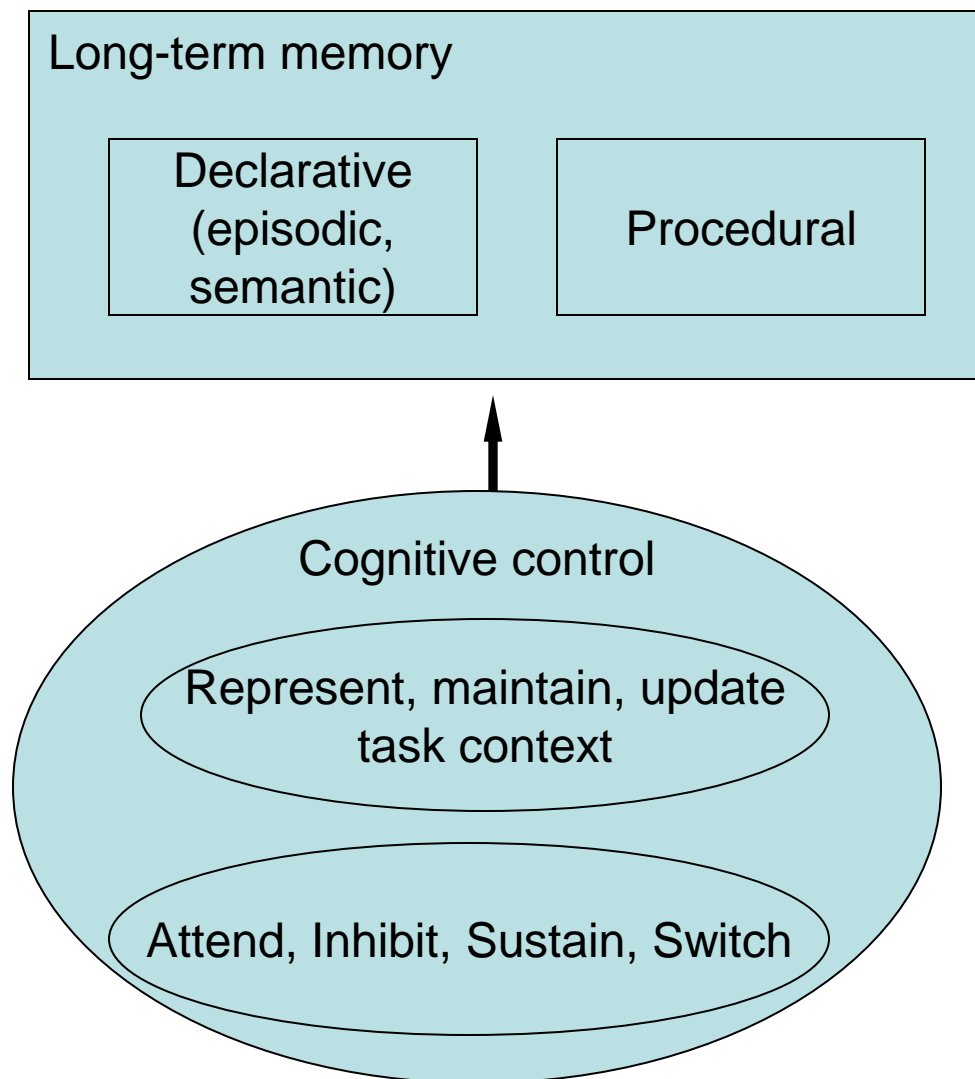 Long-term memory
Declarative
(episodic,
semantic)
Procedural
Cognitive control
Represent, maintain, update
task context
Attend, Inhibit, Sustain, Switch